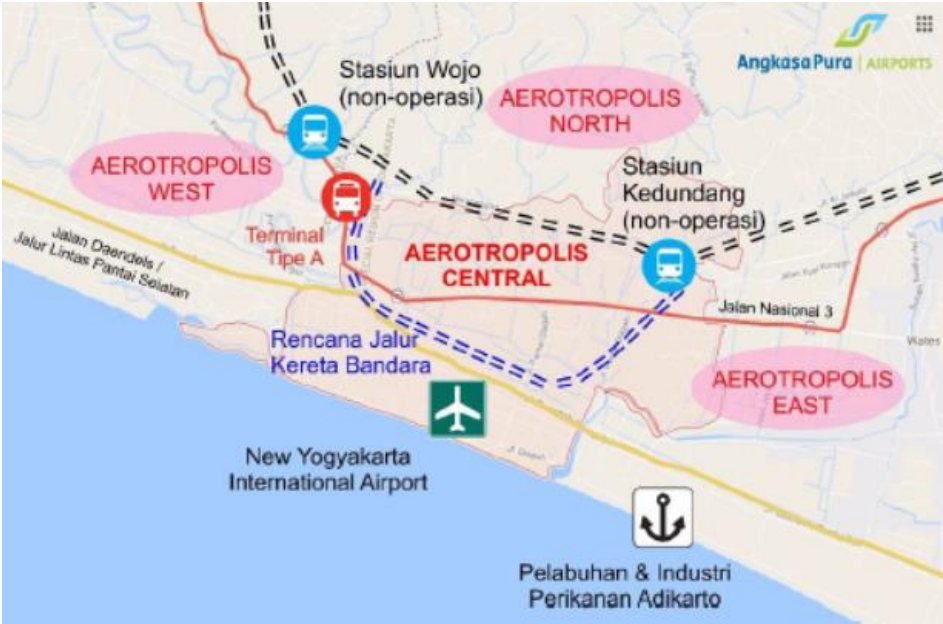 AngkasaPura | AIRPORTS
Stasiun Wojo
(non-operasi)
AEROTROPOLIS
NORTH
AEROTROPOLIS
WEST
Stasiun
Kedundang
(non-operasi)
Terminal
Tipe A
AEROTROPOLIS
CENTRAL
Jalan Daendels /
Jalur Lintas Pantai Selatan
Jalan Nasional 3
Rencana Jalur
Kereta Bandara
Wates
AEROTROPOLIS
EAST
New Yogyakarta
International Airport
Pelabuhan & Industri
Perikanan Adikarto